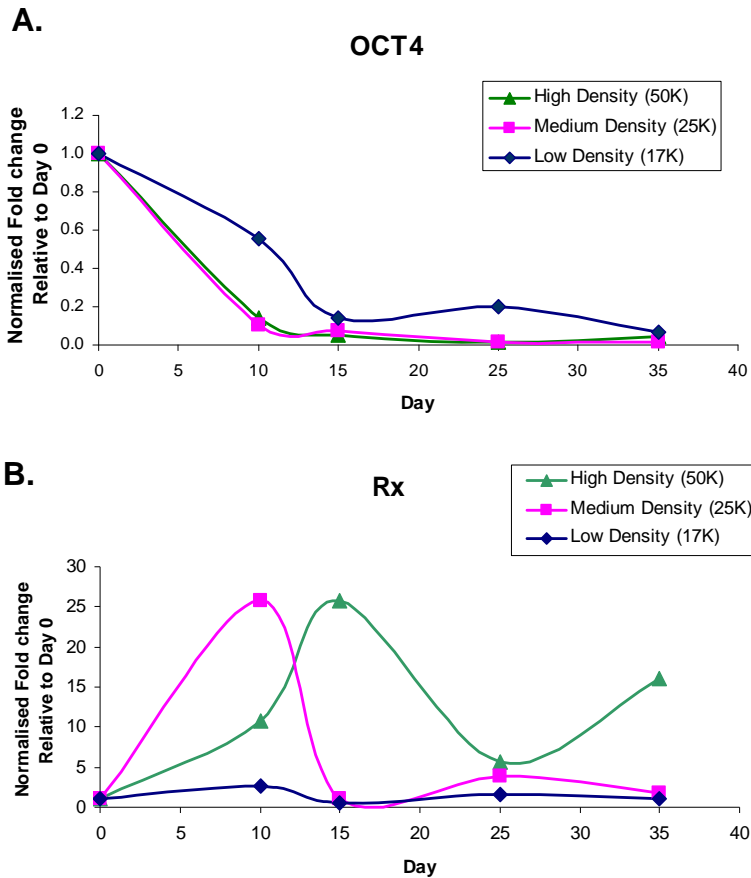 A.
OCT4
High Density (50K)
Medium Density (25K)
Low Density (17K)
Normalised Fold change
Relative to Day 0
1.2
1.0
0.8
0.6
0.4
0.2
0.0
0 5 10 15 20 25 30 35 40
Day
B.
Rx
High Density (50K)
Medium Density (25K)
Low Density (17K)
Normalised Fold change
Relative to Day 0
30
25
20
15
10
5
0
0 5 10 15 20 25 30 35 40
Day